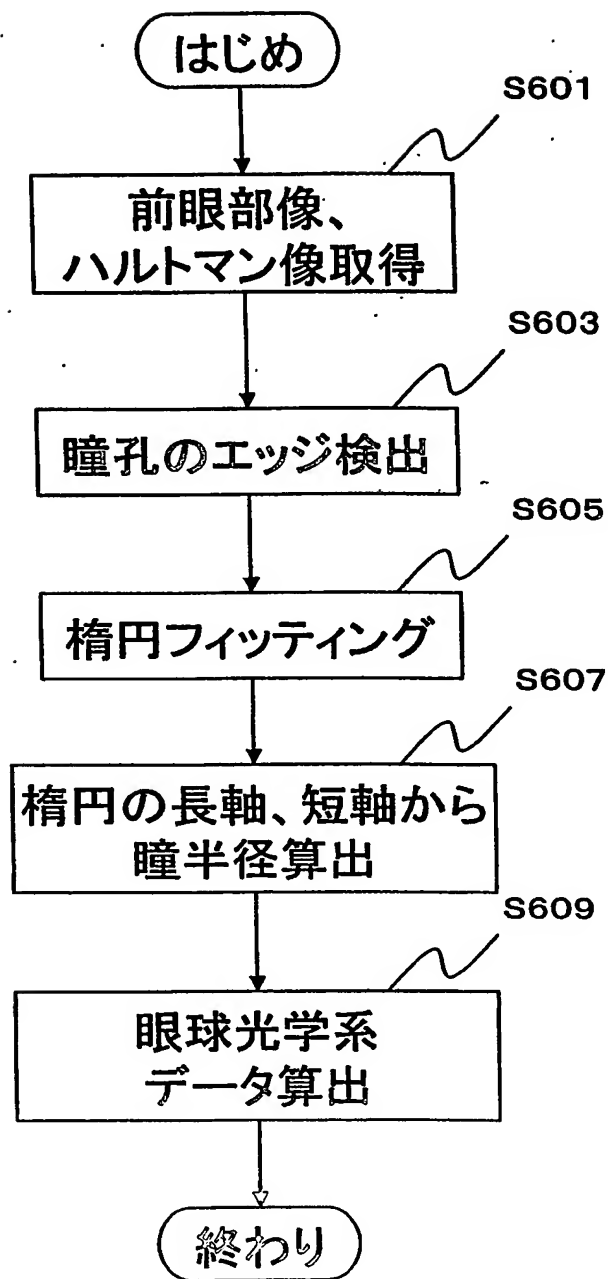 はじめ
S601
前眼部像、
ハルトマン像取得
S603
瞳孔のエッジ検出
S605
楕円フィッティング
S607
楕円の長軸、短軸から
瞳半径算出
S609
眼球光学系
データ算出
終わり